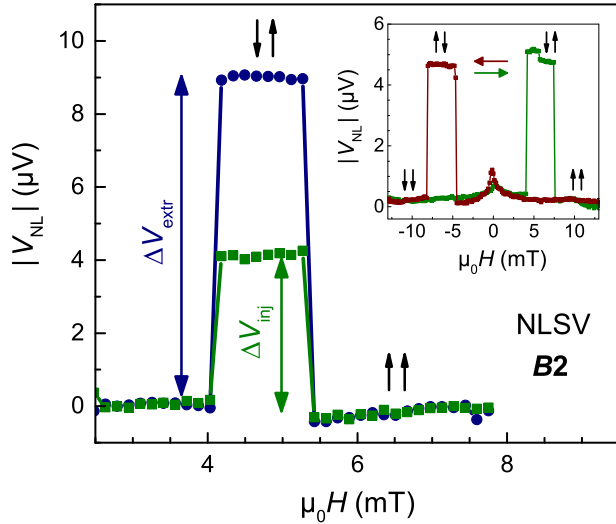 10
8
6
4
2
0
|V_NL| (µV)
4
6
8
µ₀H (mT)
ΔV_extr
ΔV_inj
NLSV
B2
6
4
2
0
|V_NL| (µV)
-10
-5
0
5
10
µ₀H (mT)